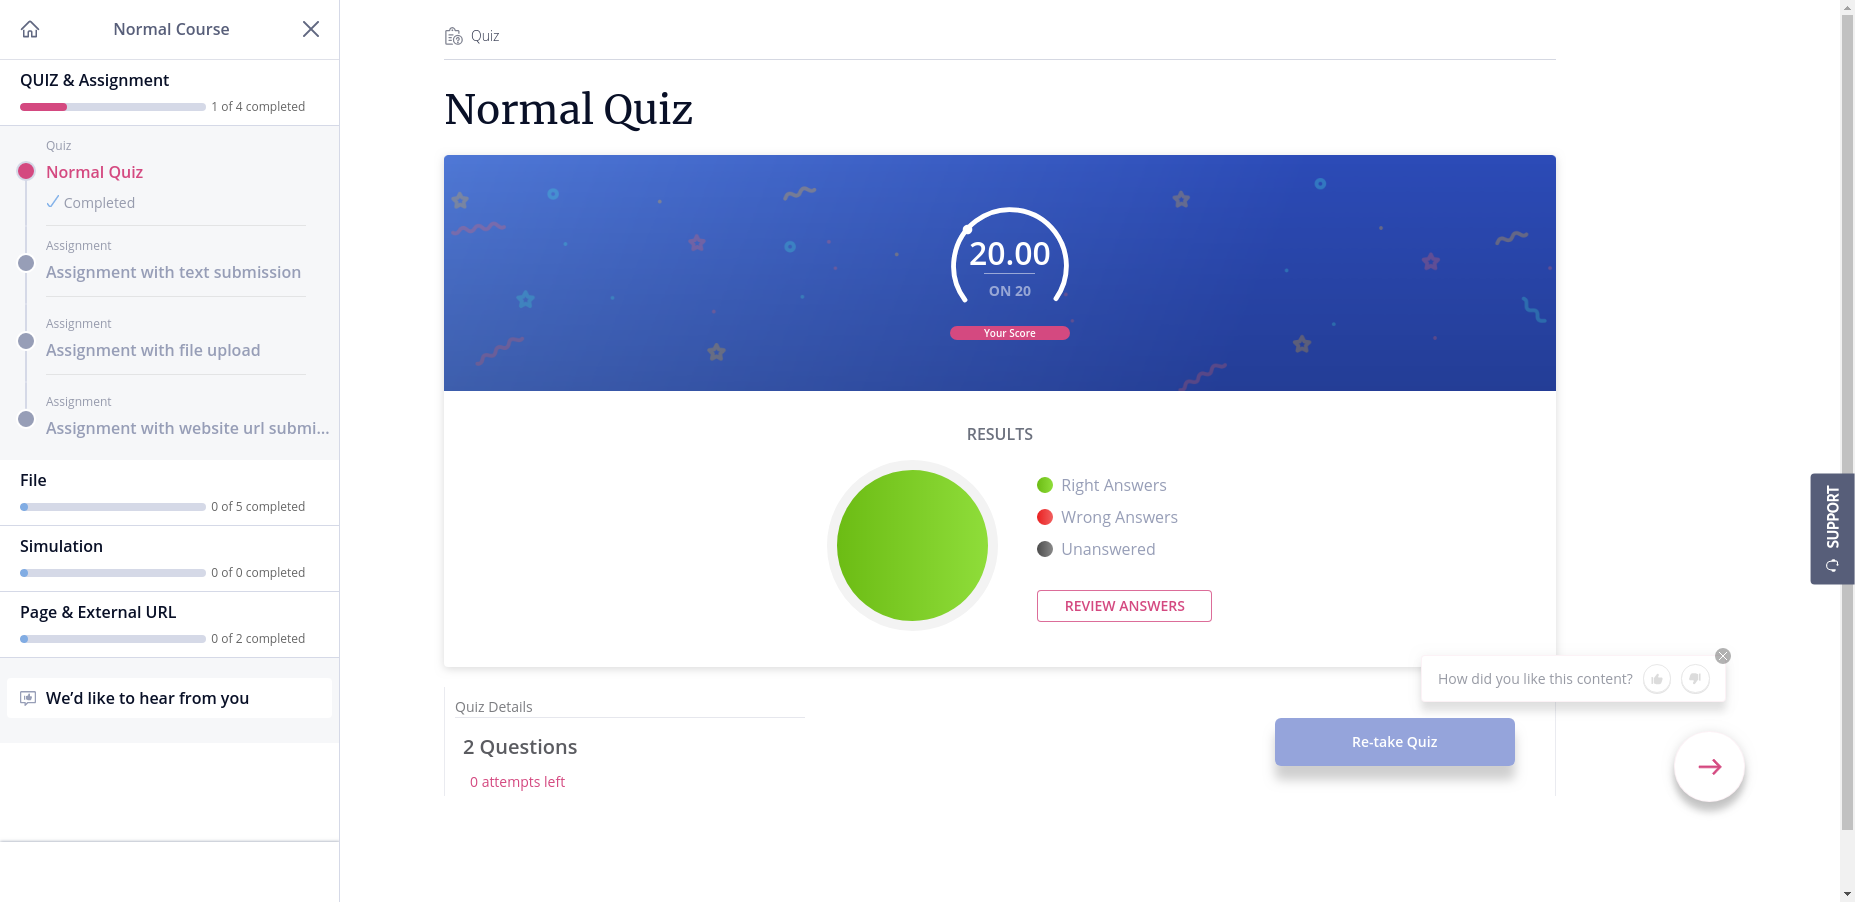 Normal Course
QUIZ & Assignment
1 of 4 completed
Quiz
Normal Quiz
Completed
Assignment
Assignment with text submission
Assignment
Assignment with file upload
Assignment
Assignment with website url submi...
File
0 of 5 completed
Simulation
0 of 0 completed
Page & External URL
0 of 2 completed
We’d like to hear from you
Quiz
Normal Quiz
20.00
ON 20
Your Score
RESULTS
Right Answers
Wrong Answers
Unanswered
REVIEW ANSWERS
How did you like this content?
Quiz Details
2 Questions
0 attempts left
Re-take Quiz
SUPPORT